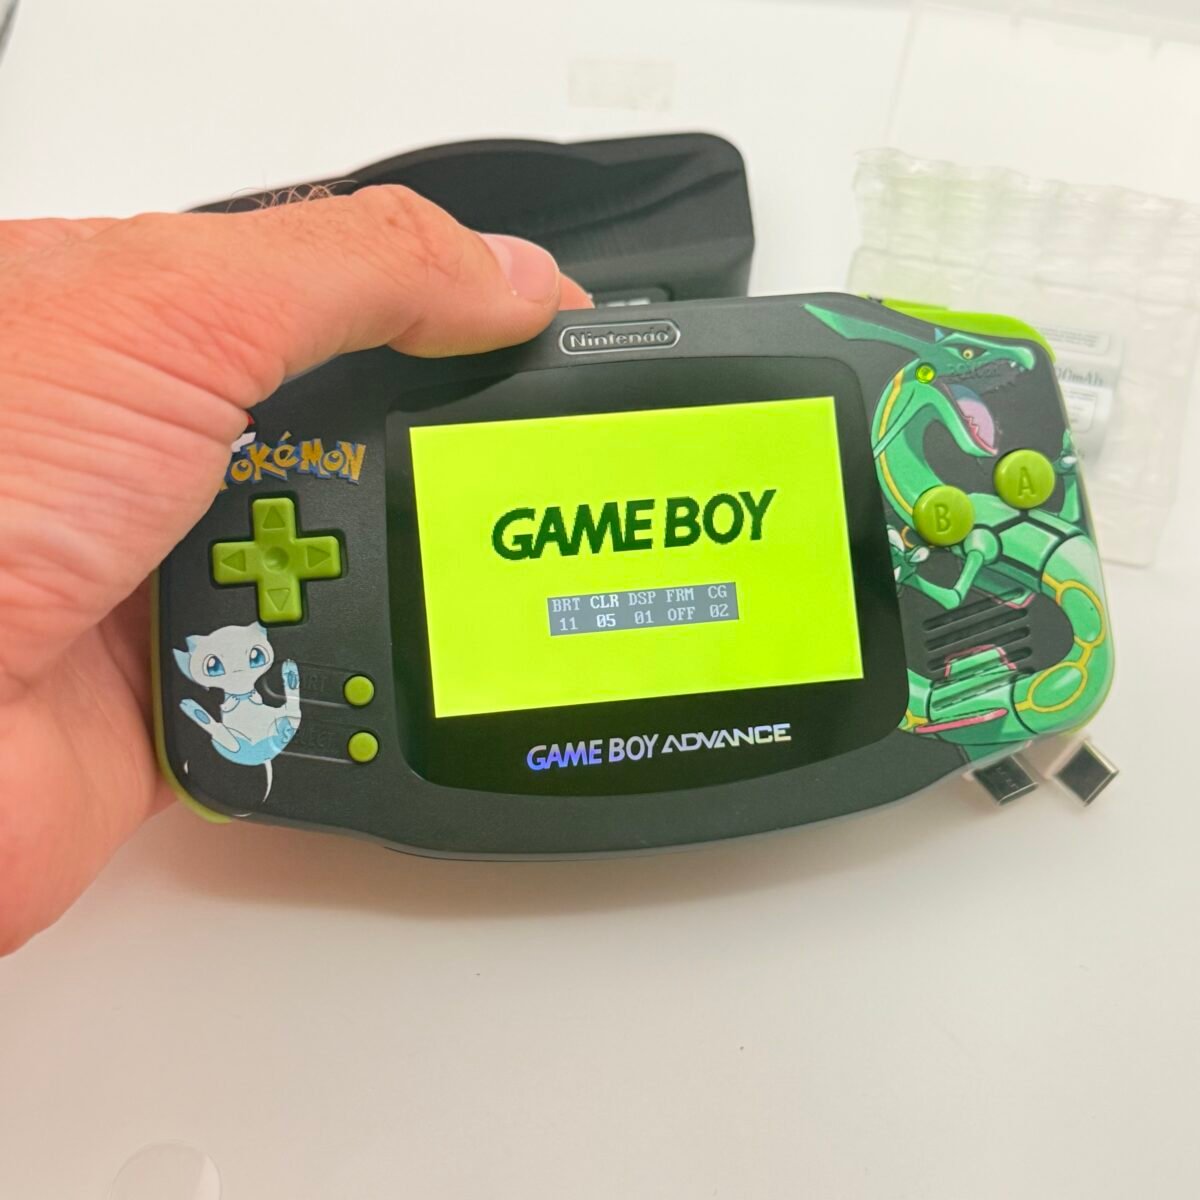 Nintendo
POKéMON
GAME BOY
BRT CLR DSP FRM CG
11 05 01 OFF 02
A
B
GAME BOY ADVANCE